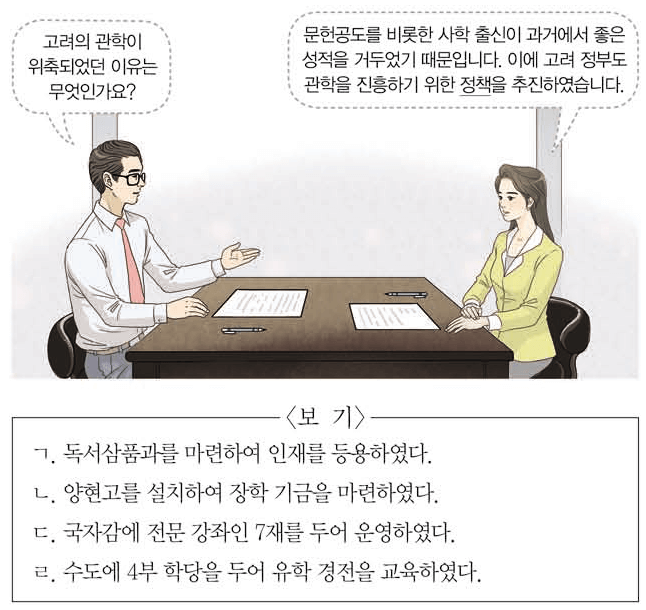 고려의 관학이
위축되었던 이유는
무엇인가요?
문헌공도를 비롯한 사학 출신이 과거에서 좋은
성적을 거두었기 때문입니다. 이에 고려 정부도
관학을 진흥하기 위한 정책을 추진하였습니다.
〈보 기〉
ㄱ. 독서삼품과를 마련하여 인재를 등용하였다.
ㄴ. 양현고를 설치하여 장학 기금을 마련하였다.
ㄷ. 국자감에 전문 강좌인 7재를 두어 운영하였다.
ㄹ. 수도에 4부 학당을 두어 유학 경전을 교육하였다.